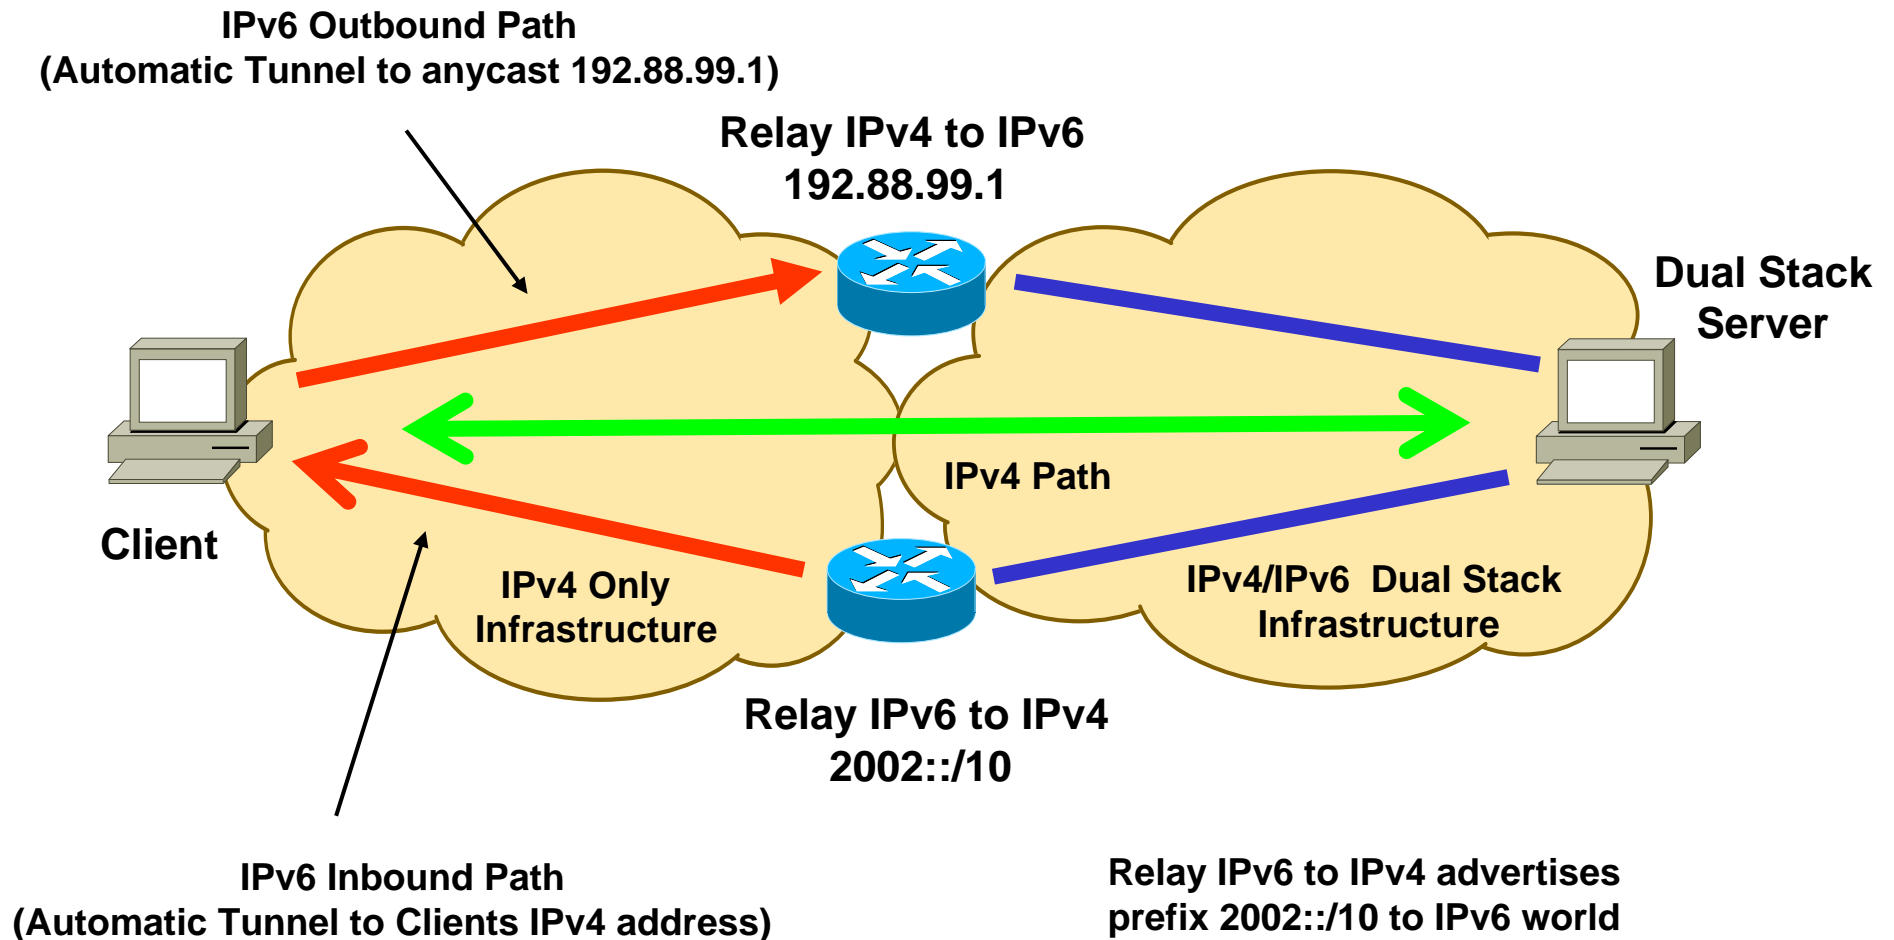 IPv6 Outbound Path
(Automatic Tunnel to anycast 192.88.99.1)
Relay IPv4 to IPv6
192.88.99.1
Dual Stack
Server
IPv4 Path
Client
IPv4 Only
Infrastructure
IPv4/IPv6 Dual Stack
Infrastructure
Relay IPv6 to IPv4
2002::/10
IPv6 Inbound Path
(Automatic Tunnel to Clients IPv4 address)
Relay IPv6 to IPv4 advertises
prefix 2002::/10 to IPv6 world